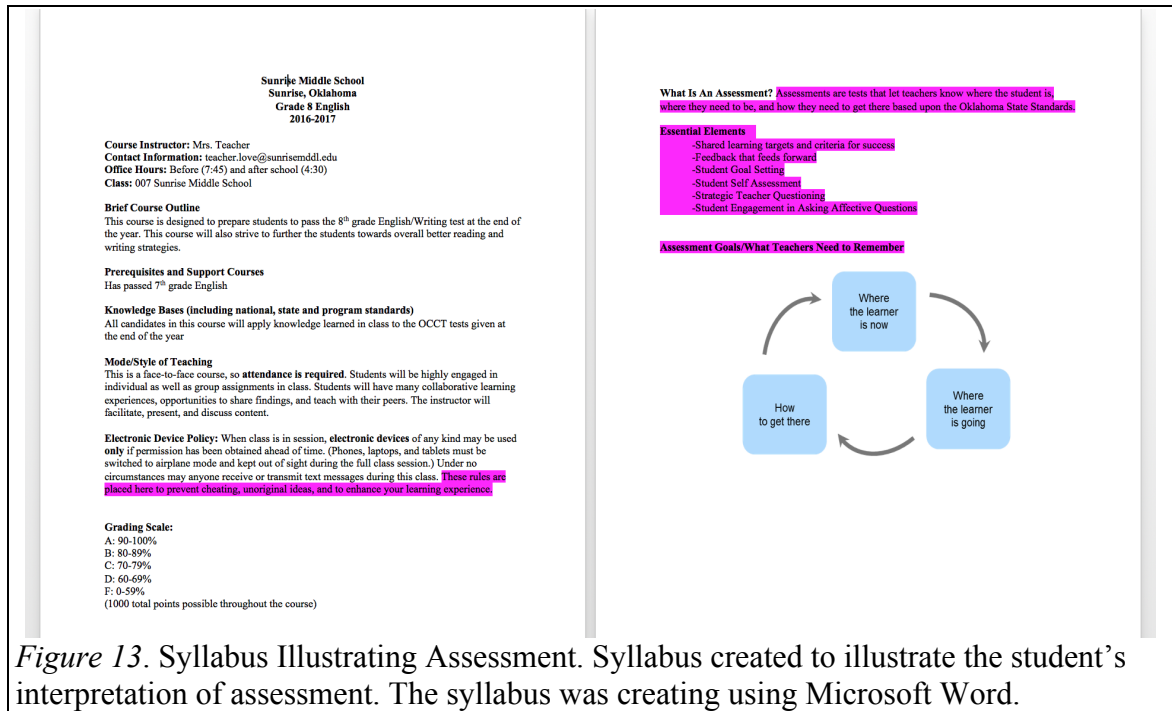 Sunrise Middle School
Sunrise, Oklahoma
Grade 8 English
2016-2017
Course Instructor: Mrs. Teacher
Contact Information: teacher.love@sunrisemddl.edu
Office Hours: Before (7:45) and after school (4:30)
Class: 007 Sunrise Middle School
Brief Course Outline
This course is designed to prepare students to pass the 8th grade English/Writing test at the end of
the year. This course will also strive to further the students towards overall better reading and
writing strategies.
Prerequisites and Support Courses
Has passed 7th grade English
Knowledge Bases (including national, state and program standards)
All candidates in this course will apply knowledge learned in class to the OCCT tests given at
the end of the year
Mode/Style of Teaching
This is a face-to-face course, so attendance is required. Students will be highly engaged in
individual as well as group assignments in class. Students will have many collaborative learning
experiences, opportunities to share findings, and teach with their peers. The instructor will
facilitate, present, and discuss content.
Electronic Device Policy: When class is in session, electronic devices of any kind may be used
only if permission has been obtained ahead of time. (Phones, laptops, and tablets must be
switched to airplane mode and kept out of sight during the full class session.) Under no
circumstances may anyone receive or transmit text messages during this class. These rules are
placed here to prevent cheating, unoriginal ideas, and to enhance your learning experience.
Grading Scale:
A: 90-100%
B: 80-89%
C: 70-79%
D: 60-69%
F: 0-59%
(1000 total points possible throughout the course)
What Is An Assessment? Assessments are tests that let teachers know where the student is,
where they need to be, and how they need to get there based upon the Oklahoma State Standards.
Essential Elements
-Shared learning targets and criteria for success
-Feedback that feeds forward
-Student Goal Setting
-Student Self Assessment
-Strategic Teacher Questioning
-Student Engagement in Asking Affective Questions
Assessment Goals/What Teachers Need to Remember
Where
the learner
is now
Where
the learner
is going
How
to get there
Figure 13. Syllabus Illustrating Assessment. Syllabus created to illustrate the student's
interpretation of assessment. The syllabus was creating using Microsoft Word.